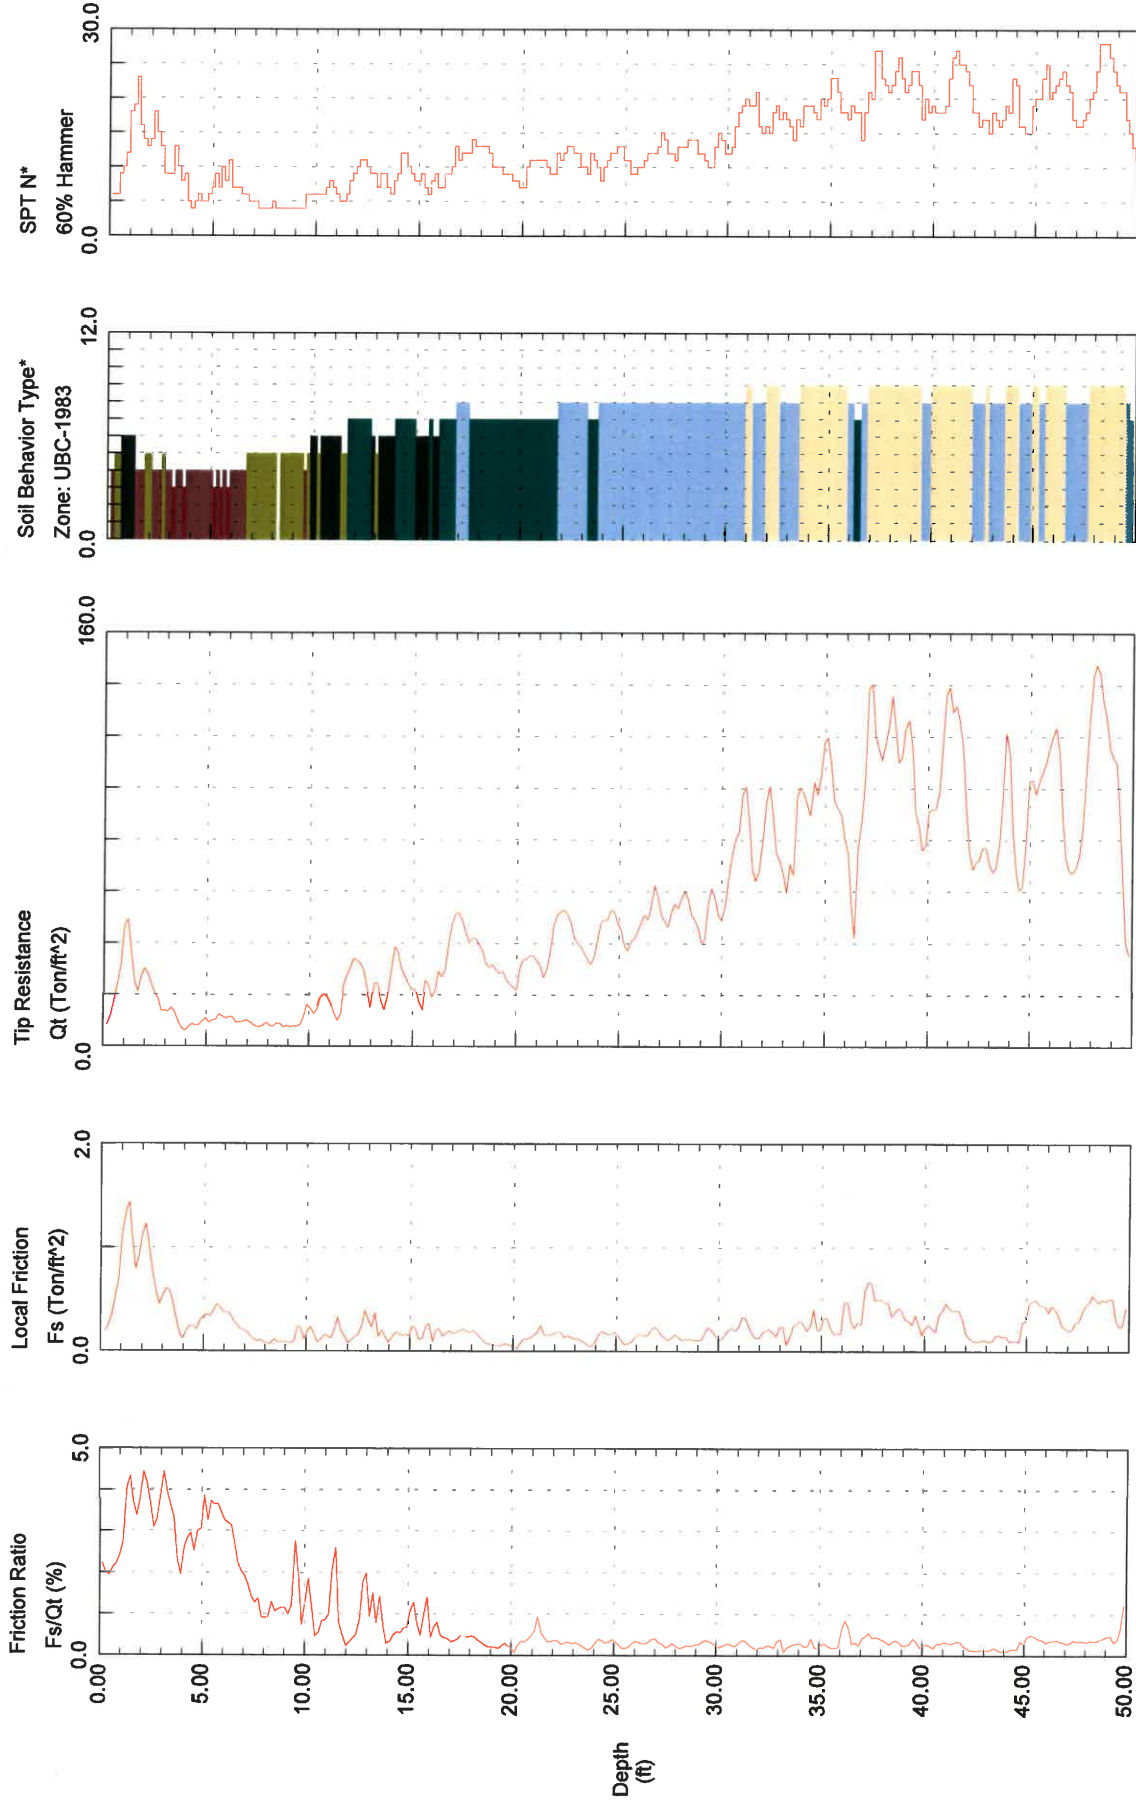 Friction Ratio
Fs/Qt (%)
0.0
5.0
Local Friction
Fs (Ton/ft^2)
0.0
2.0
Tip Resistance
Qt (Ton/ft^2)
0.0
160.0
Soil Behavior Type*
Zone: UBC-1983
0.0
12.0
SPT N*
60% Hammer
0.0
30.0
0.00
5.00
10.00
15.00
20.00
25.00
30.00
35.00
40.00
45.00
50.00
Depth
(ft)